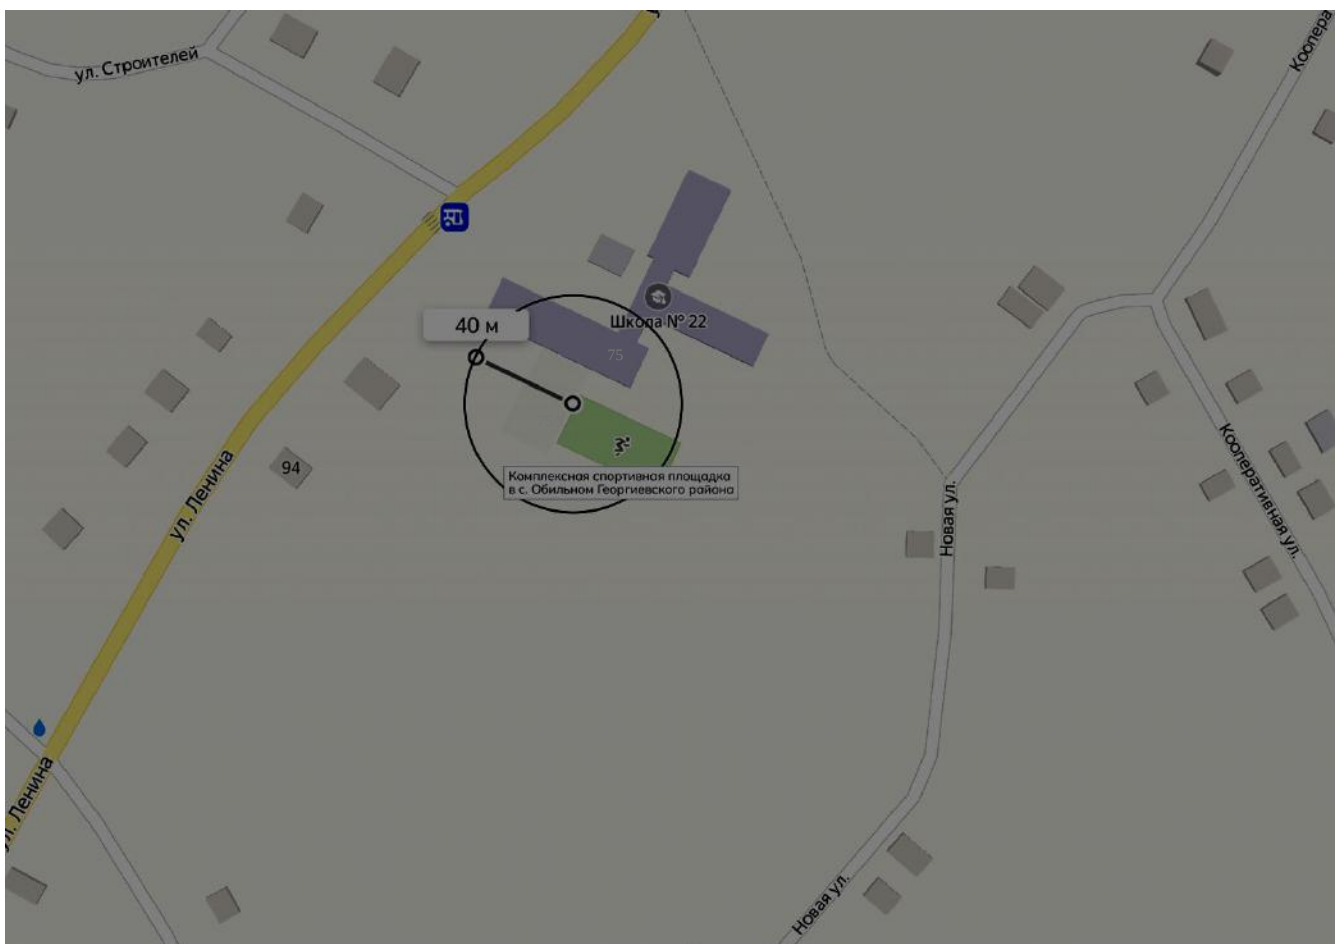 ул. Строителей
Коопера
40 м
Школа № 22
75
94
ул. Ленина
Комплексная спортивная площадка
в с. Обильном Георгиевского района
Новая ул.
Кооперативная ул.
ул. Ленина
Новая ул.